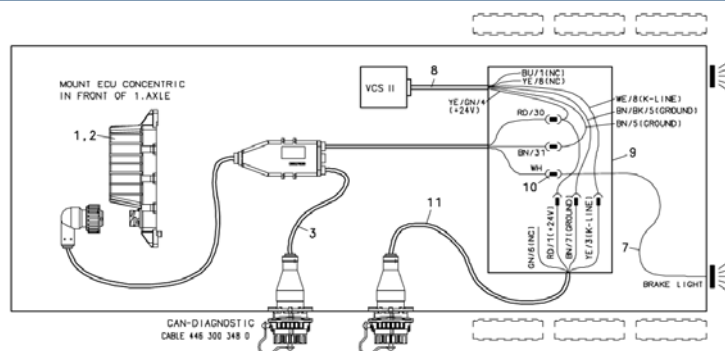 MOUNT ECU CONCENTRIC
IN FRONT OF 1.AXLE
1,2
VCS II
8
BU/1(NC)
YE/8(NC)
YE/GN/4
(+24V)
RD/30
WE/8(K-LINE)
BN/BK/5(GROUND)
BN/5(GROUND)
BN/31
9
WH
10
11
3
GN/6(NC)
RD/1(+24V)
BN/7(GROUND)
YE/3(K-LINE)
7
BRAKE LIGHT
CAN-DIAGNOSTIC
CABLE 446 300 348 0